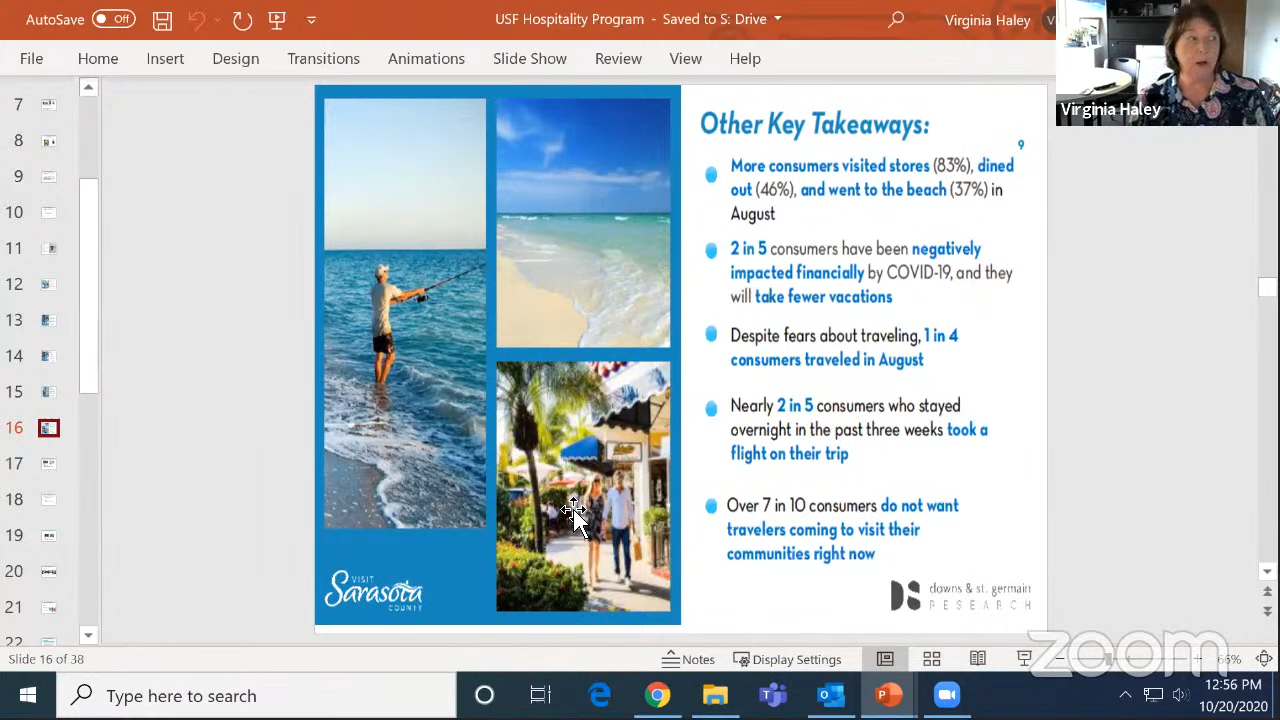 AutoSave Off USF Hospitality Program - Saved to S: Drive Virginia Haley
File Home Insert Design Transitions Animations Slide Show Review View Help
Virginia Haley
7
8
9
10
11
12
13
14
15
16
17
18
19
20
21
22
Other Key Takeaways:
9
More consumers visited stores (83%), dined
out (46%), and went to the beach (37%) in
August
2 in 5 consumers have been negatively
impacted financially by COVID-19, and they
will take fewer vacations
Despite fears about traveling, 1 in 4
consumers traveled in August
Nearly 2 in 5 consumers who stayed
overnight in the past three weeks took a
flight on their trip
Over 7 in 10 consumers do not want
travelers coming to visit their
communities right now
VISIT
Sarasota
COUNTY
downs & st. germain
RESEARCH
zoom
Slide 16 of 38 Notes Display Settings 66%
Type here to search
12:56 PM
10/20/2020